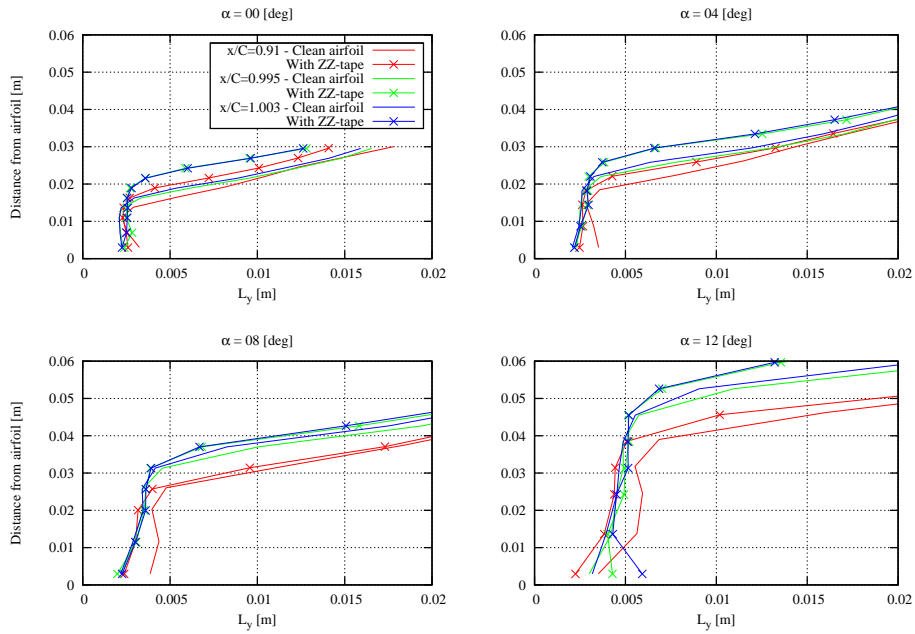 α = 00 [deg]
0.06
0.05
0.04
0.03
0.02
0.01
0
Distance from airfoil [m]
x/C=0.91 - Clean airfoil
With ZZ-tape
x/C=0.995 - Clean airfoil
With ZZ-tape
x/C=1.003 - Clean airfoil
With ZZ-tape
0 0.005 0.01 0.015 0.02
L_y [m]
α = 04 [deg]
0.06
0.05
0.04
0.03
0.02
0.01
0
0 0.005 0.01 0.015 0.02
L_y [m]
α = 08 [deg]
0.06
0.05
0.04
0.03
0.02
0.01
0
Distance from airfoil [m]
0 0.005 0.01 0.015 0.02
L_y [m]
α = 12 [deg]
0.06
0.05
0.04
0.03
0.02
0.01
0
0 0.005 0.01 0.015 0.02
L_y [m]